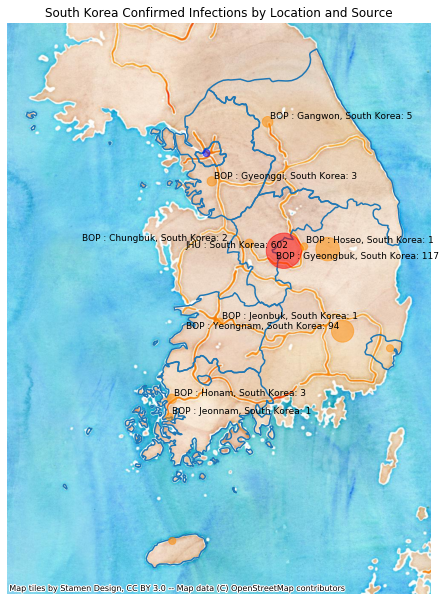 South Korea Confirmed Infections by Location and Source
BOP : Gangwon, South Korea: 5
BOP : Gyeonggi, South Korea: 3
BOP : Chungbuk, South Korea: 2
BOP : Hoseo, South Korea: 1
JHU : South Korea: 602
BOP : Gyeongbuk, South Korea: 117
BOP : Jeonbuk, South Korea: 1
BOP : Yeongnam, South Korea: 94
BOP : Honam, South Korea: 3
BOP : Jeonnam, South Korea: 1
Map tiles by Stamen Design, CC BY 3.0 -- Map data (C) OpenStreetMap contributors